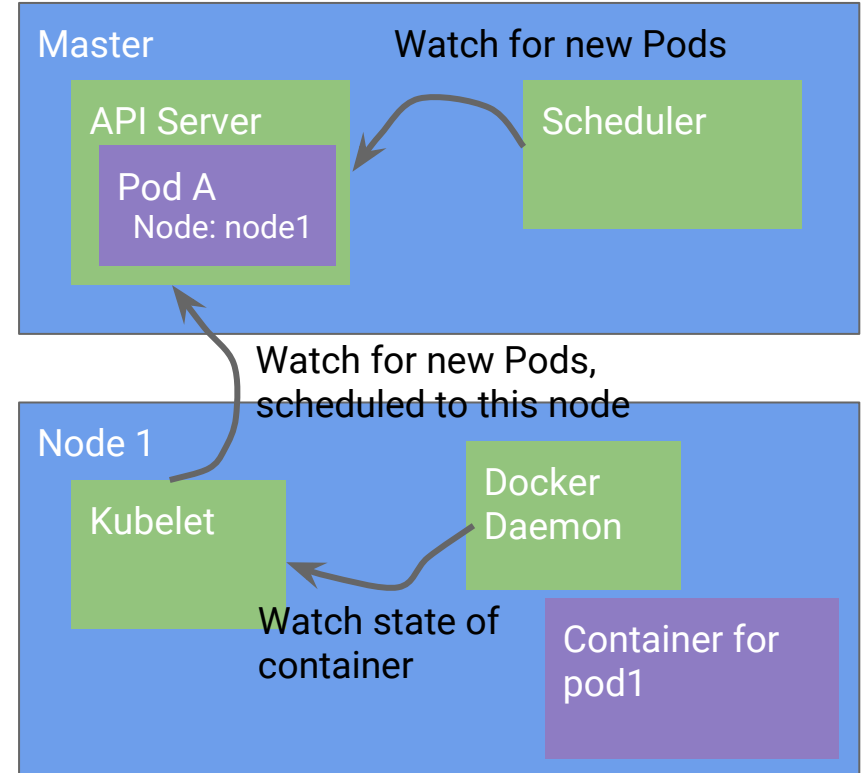 Master
Watch for new Pods
API Server
Scheduler
Pod A
Node: node1
Watch for new Pods,
scheduled to this node
Node 1
Kubelet
Docker
Daemon
Watch state of
container
Container for
pod1